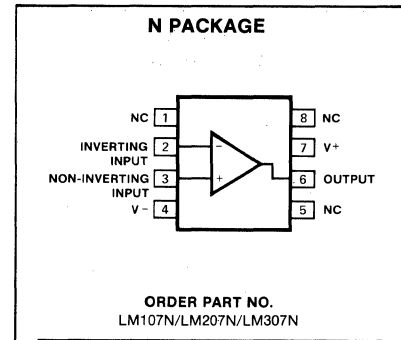 N PACKAGE
NC 1
8 NC
INVERTING INPUT 2
-
7 V+
NON-INVERTING INPUT 3
+
6 OUTPUT
V- 4
5 NC
ORDER PART NO.
LM107N/LM207N/LM307N